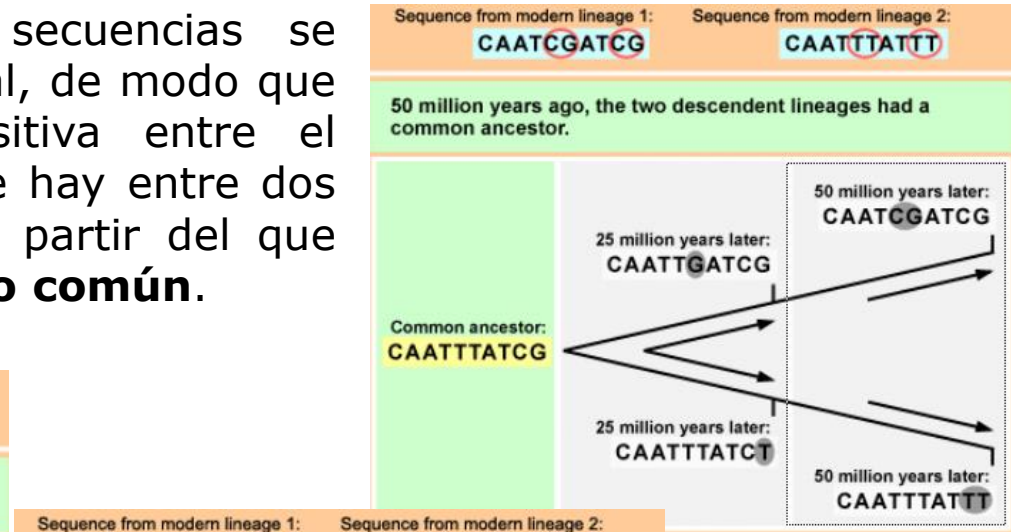 secuencias se
al, de modo que
sitiva entre el
e hay entre dos
partir del que
o común.
Sequence from modern lineage 1:
CAATCGATCG
Sequence from modern lineage 2:
CAATTTATTT
50 million years ago, the two descendent lineages had a
common ancestor.
50 million years later:
CAATCGATCG
25 million years later:
CAATTGATCG
Common ancestor:
CAATTTATCG
25 million years later:
CAATTTATCT
50 million years later:
CAATTTATTT
Sequence from modern lineage 1:
Sequence from modern lineage 2: